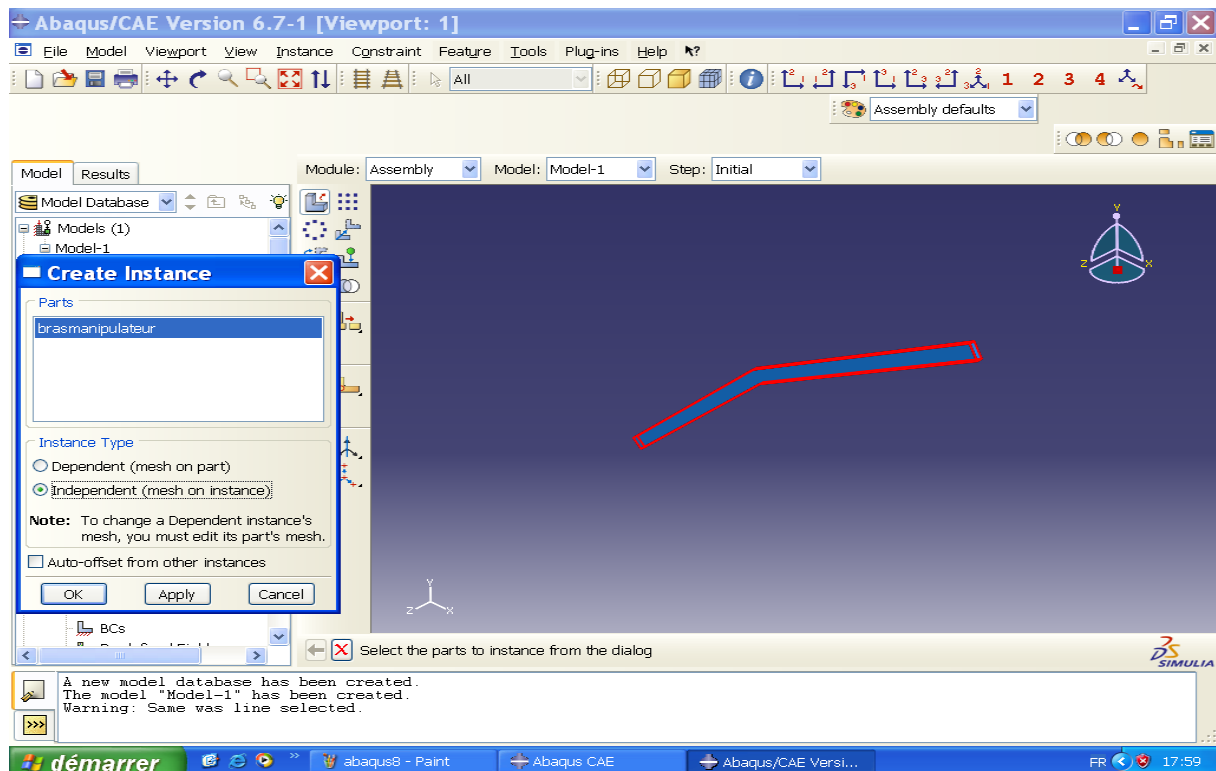 Abaqus/CAE Version 6.7-1 [Viewport: 1]
File Model Viewport View Instance Constraint Feature Tools Plug-ins Help
All
1 2 3 4
Assembly defaults
Model Results
Module: Assembly Model: Model-1 Step: Initial
Model Database
Models (1)
Model-1
Create Instance
Parts
brasmanipulateur
Instance Type
Dependent (mesh on part)
Independent (mesh on instance)
Note: To change a Dependent instance's
mesh, you must edit its part's mesh.
Auto-offset from other instances
OK Apply Cancel
BCs
Y
Z X
Y
Z X
Select the parts to instance from the dialog
SIMULIA
A new model database has been created.
The model "Model-1" has been created.
Warning: Same was line selected.
>>>
démarrer abaqus8 - Paint Abaqus CAE Abaqus/CAE Versi... FR 17:59